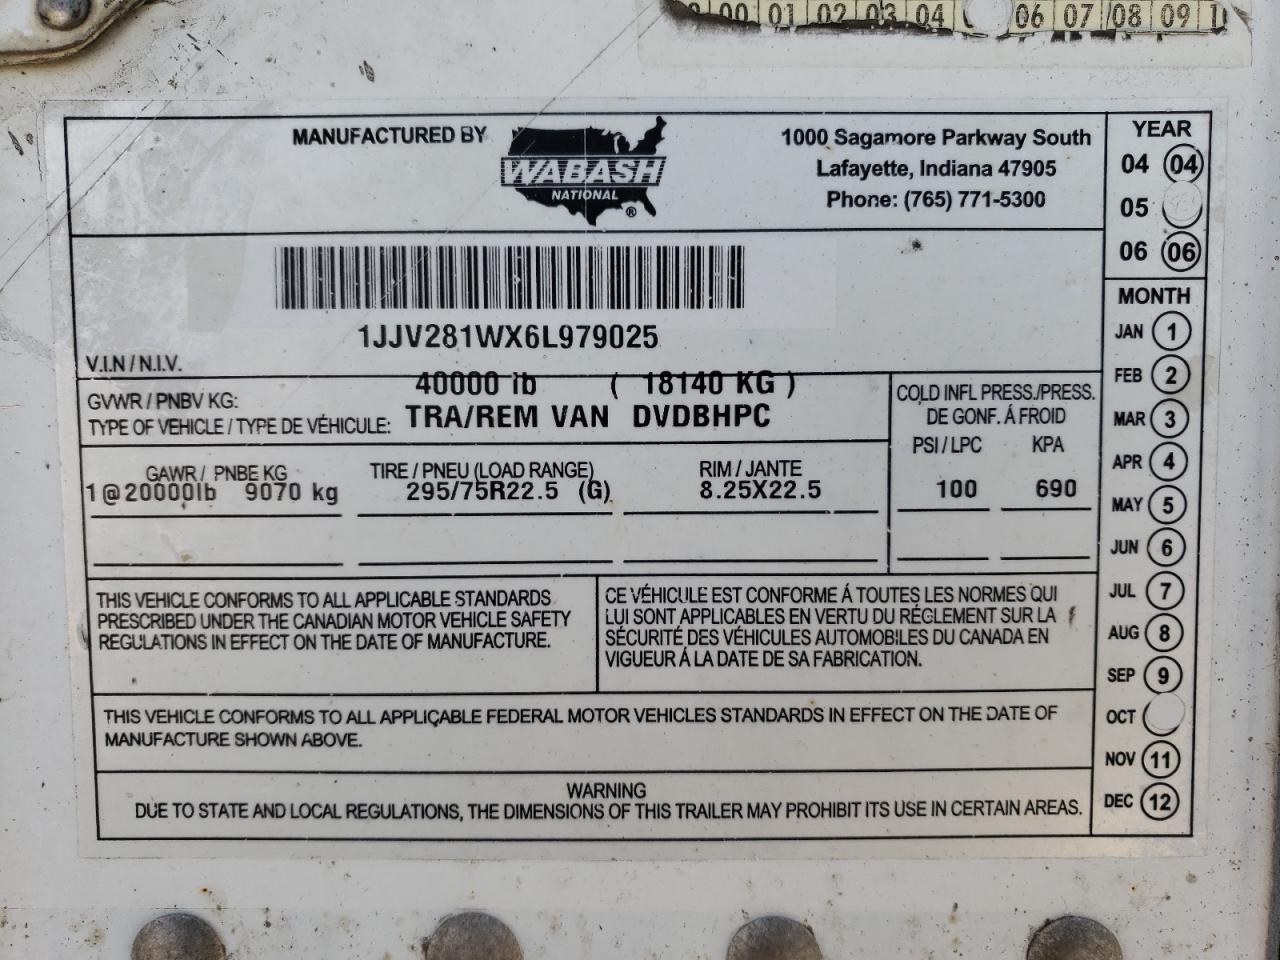 00 01 02 03 04 06 07 08 09
MANUFACTURED BY
WABASH
NATIONAL
®
1000 Sagamore Parkway South
Lafayette, Indiana 47905
Phone: (765) 771-5300
1JJV281WX6L979025
V.I.N / N.I.V.
GVWR / PNBV KG: 40000 lb ( 18140 KG )
TYPE OF VEHICLE / TYPE DE VÉHICULE: TRA/REM VAN DVDBHPC
GAWR / PNBE KG TIRE / PNEU (LOAD RANGE) RIM / JANTE
1@20000lb 9070 kg 295/75R22.5 (G) 8.25X22.5
COLD INFL PRESS./PRESS.
DE GONF. Á FROID
PSI / LPC KPA
100 690
THIS VEHICLE CONFORMS TO ALL APPLICABLE STANDARDS
PRESCRIBED UNDER THE CANADIAN MOTOR VEHICLE SAFETY
REGULATIONS IN EFFECT ON THE DATE OF MANUFACTURE.
CE VÉHICULE EST CONFORME Á TOUTES LES NORMES QUI
LUI SONT APPLICABLES EN VERTU DU RÉGLEMENT SUR LA
SÉCURITÉ DES VÉHICULES AUTOMOBILES DU CANADA EN
VIGUEUR Á LA DATE DE SA FABRICATION.
THIS VEHICLE CONFORMS TO ALL APPLICABLE FEDERAL MOTOR VEHICLES STANDARDS IN EFFECT ON THE DATE OF
MANUFACTURE SHOWN ABOVE.
WARNING
DUE TO STATE AND LOCAL REGULATIONS, THE DIMENSIONS OF THIS TRAILER MAY PROHIBIT ITS USE IN CERTAIN AREAS.
YEAR
04 04
05
06 06
MONTH
JAN 1
FEB 2
MAR 3
APR 4
MAY 5
JUN 6
JUL 7
AUG 8
SEP 9
OCT
NOV 11
DEC 12